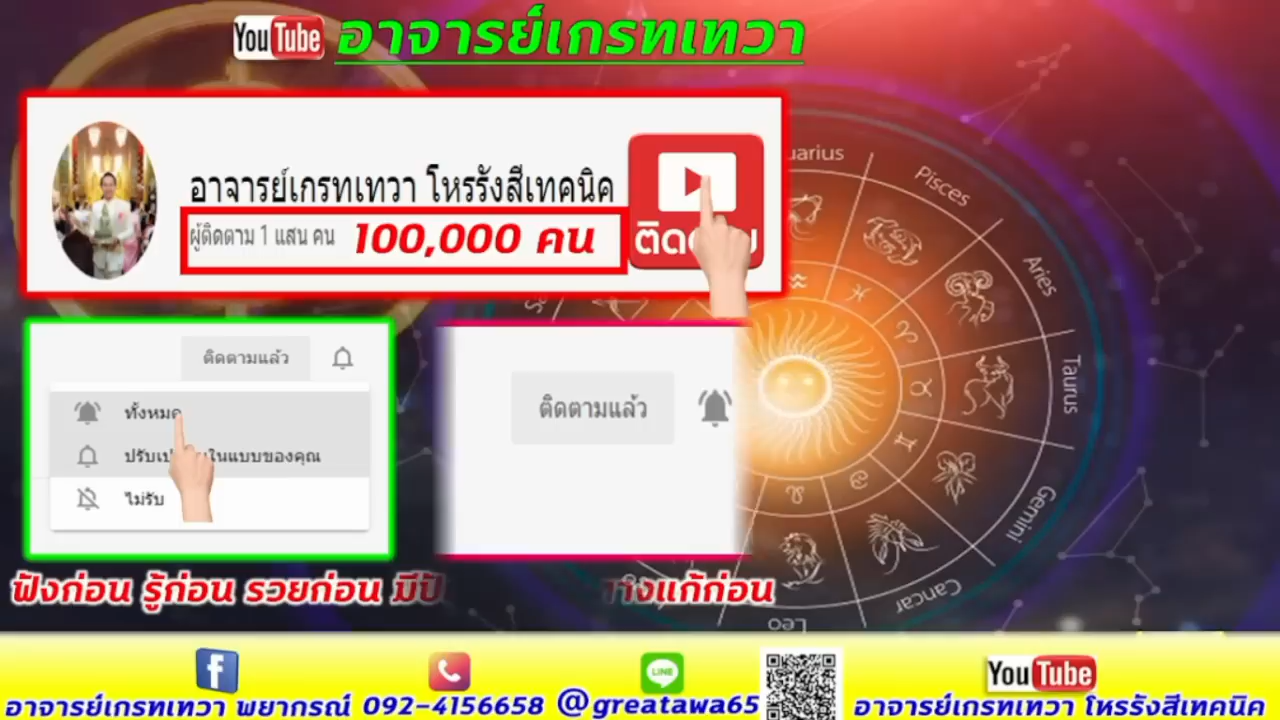 YouTube อาจารย์เกรทเทวา
อาจารย์เกรทเทวา โหรรังสีเทคนิค
ผู้ติดตาม 1 แสน คน 100,000 คน
ติดตามแล้ว
ทั้งหมด
ในแบบของคุณ
ไม่รับ
ติดตามแล้ว
ฟังก่อน รู้ก่อน รวยก่อน
แก้ก่อน
Pisces
Aries
Taurus
Gemini
Cancar
Leo
LINE
YouTube
อาจารย์เกรทเทวา พยากรณ์ 092-4156658 @greatawa65 อาจารย์เกรทเทวา โหรรังสีเทคนิค